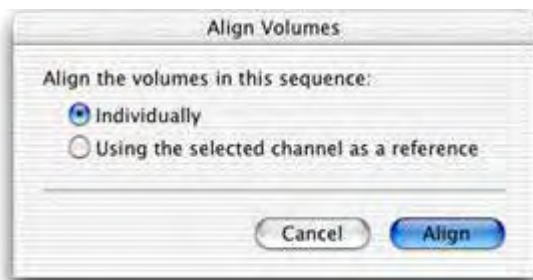 Align Volumes
Align the volumes in this sequence:
Individually
Using the selected channel as a reference
Cancel Align